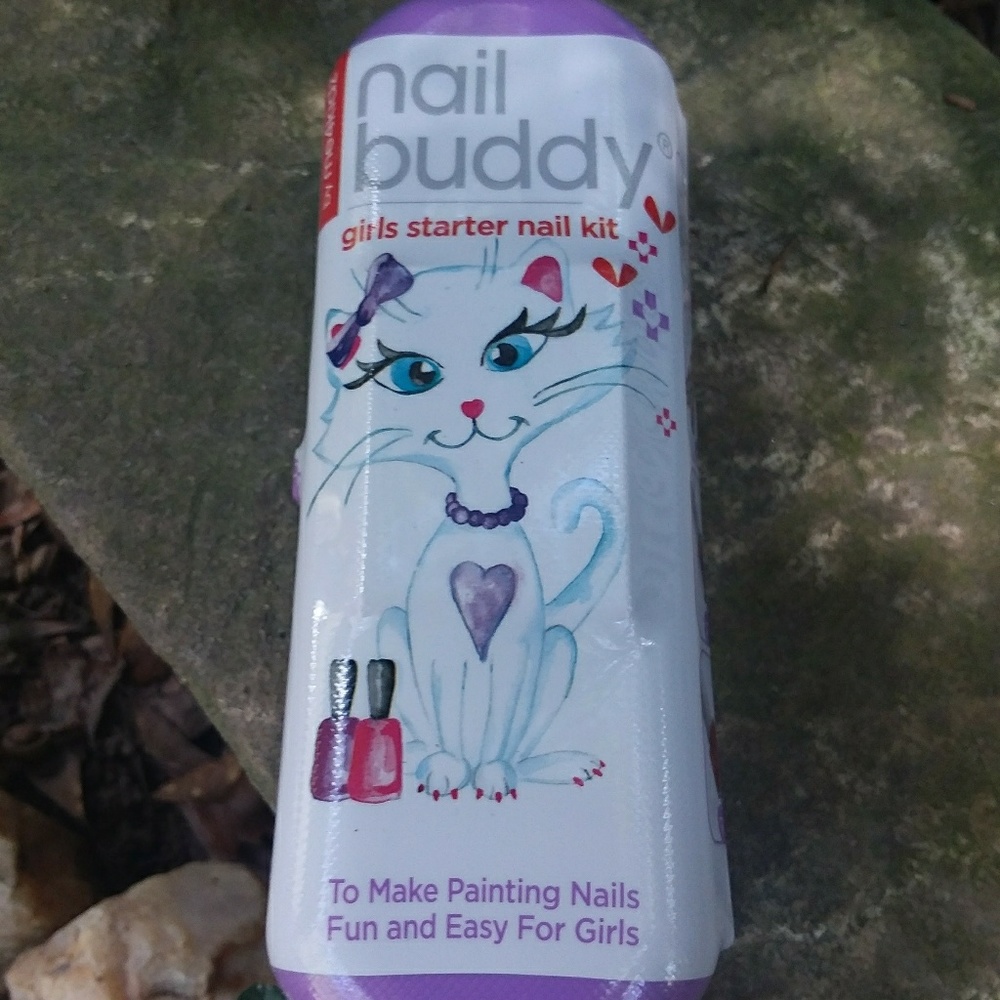 nail
buddy®
girls starter nail kit
To Make Painting Nails
Fun and Easy For Girls